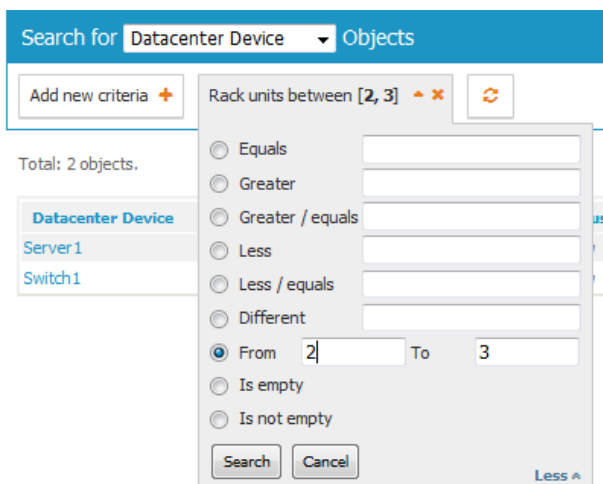 Search for Datacenter Device Objects
Add new criteria Rack units between [2, 3]
Total: 2 objects.
Equals
Greater
Datacenter Device
Greater / equals
Server1
Less
Switch1
Less / equals
Different
From 2 To 3
Is empty
Is not empty
Search Cancel
Less